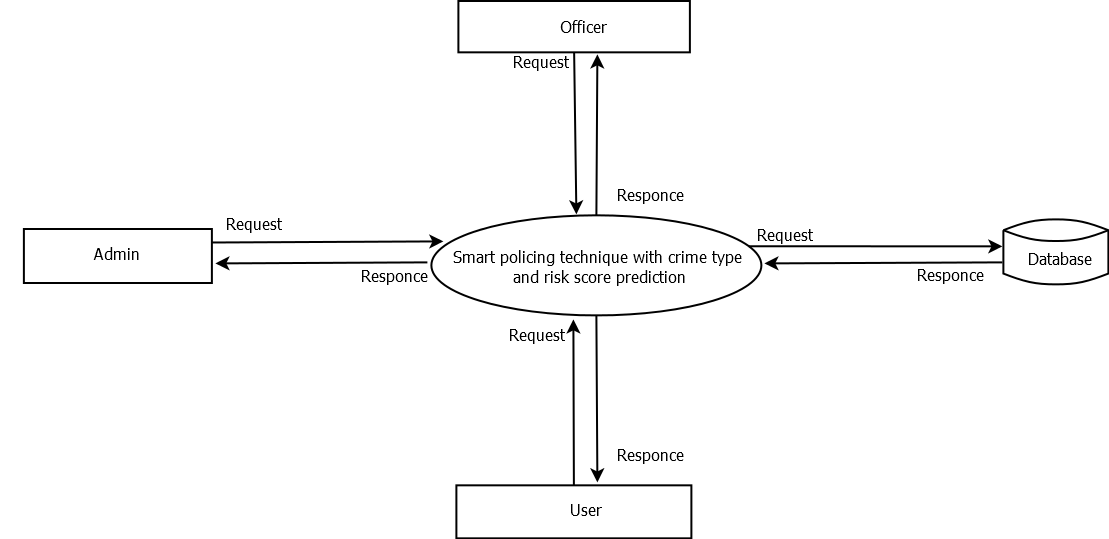 Officer
Request
Responce
Request
Admin
Responce
Smart policing technique with crime type
and risk score prediction
Request
Database
Responce
Request
Responce
User